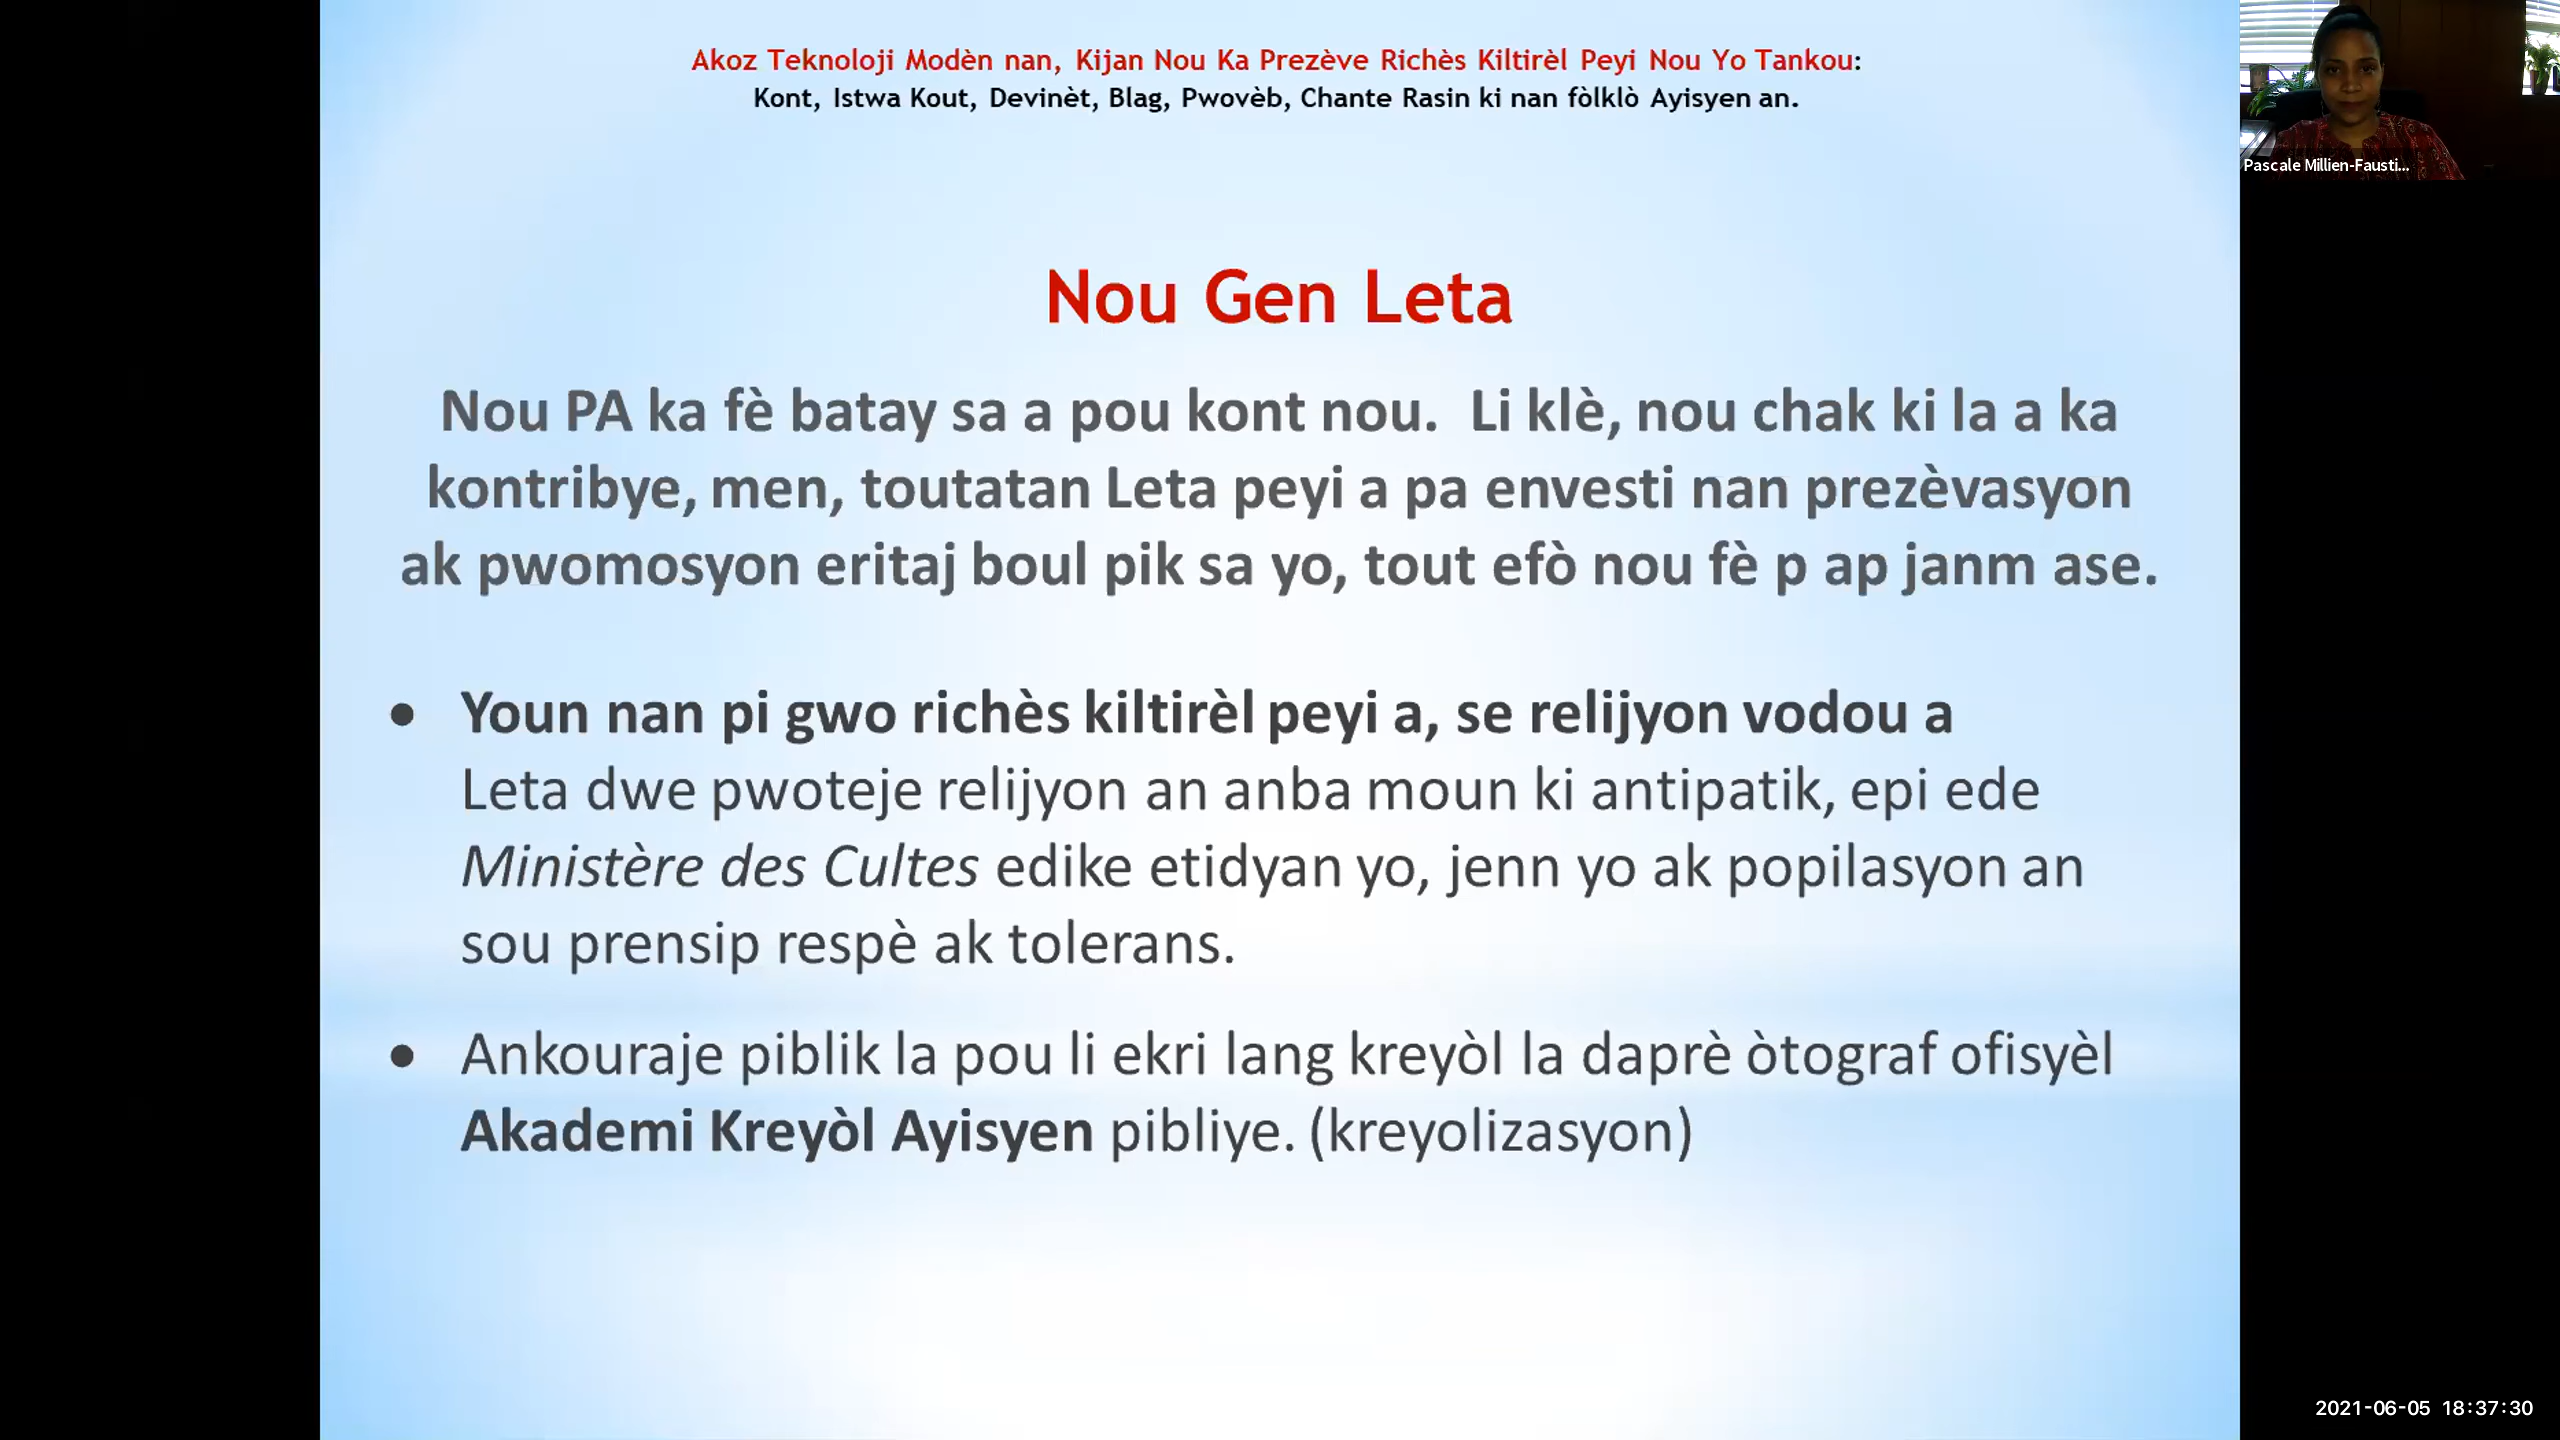 Akoz Teknoloji Modèn nan, Kijan Nou Ka Prezève Richès Kiltirèl Peyi Nou Yo Tankou:
Kont, Istwa Kout, Devinèt, Blag, Pwovèb, Chante Rasin ki nan fòlklò Ayisyen an.
Pascale Millien-Fausti...
Nou Gen Leta
Nou PA ka fè batay sa a pou kont nou. Li klè, nou chak ki la a ka
kontribye, men, toutatan Leta peyi a pa envesti nan prezèvasyon
ak pwomosyon eritaj boul pik sa yo, tout efò nou fè p ap janm ase.
• Youn nan pi gwo richès kiltirèl peyi a, se relijyon vodou a
Leta dwe pwoteje relijyon an anba moun ki antipatik, epi ede
Ministère des Cultes edike etidyan yo, jenn yo ak popilasyon an
sou prensip respè ak tolerans.
• Ankouraje piblik la pou li ekri lang kreyòl la daprè òtograf ofisyèl
Akademi Kreyòl Ayisyen pibliye. (kreyolizasyon)
2021-06-05 18:37:30